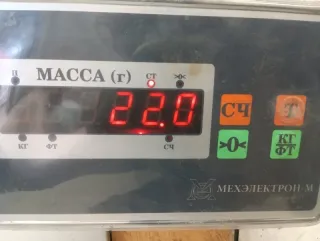 МАССА (г)
П СТ
22.0
СЧ Т
>0< КГ ФТ
КГ ФТ СЧ
МЕХЭЛЕКТРОН-М